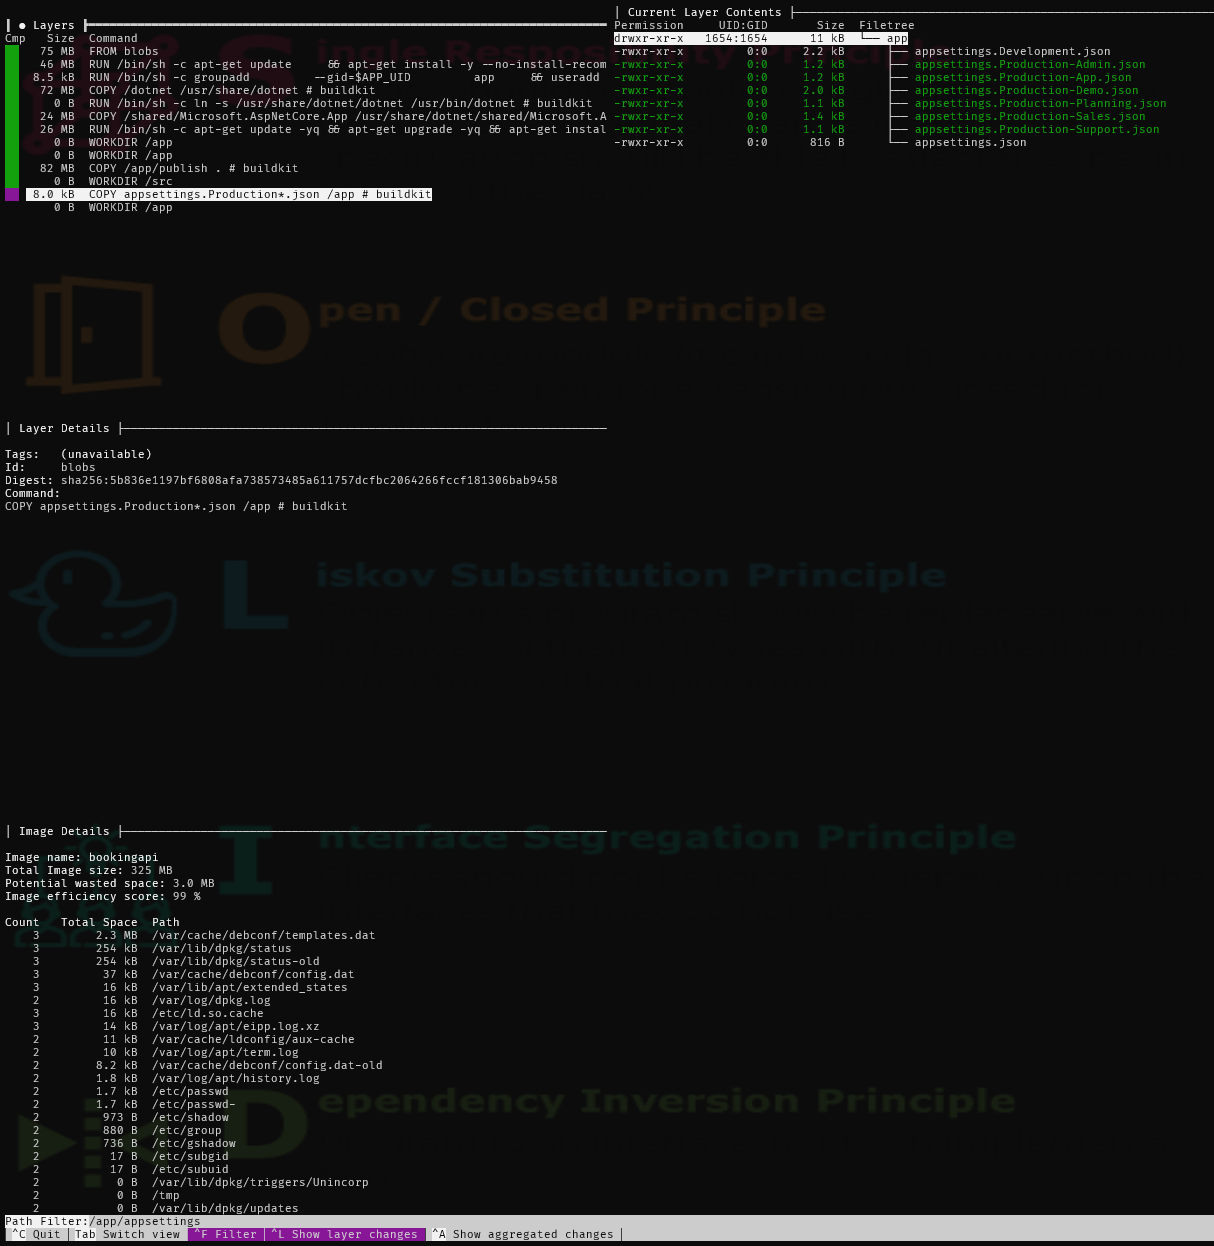 │ ● Layers ├
Cmp   Size  Command
     75 MB  FROM blobs
     46 MB  RUN /bin/sh -c apt-get update     && apt-get install -y --no-install-recom
    8.5 kB  RUN /bin/sh -c groupadd         --gid=$APP_UID         app     && useradd
     72 MB  COPY /dotnet /usr/share/dotnet # buildkit
       0 B  RUN /bin/sh -c ln -s /usr/share/dotnet/dotnet /usr/bin/dotnet # buildkit
     24 MB  COPY /shared/Microsoft.AspNetCore.App /usr/share/dotnet/shared/Microsoft.A
     26 MB  RUN /bin/sh -c apt-get update -yq && apt-get upgrade -yq && apt-get instal
       0 B  WORKDIR /app
       0 B  WORKDIR /app
     82 MB  COPY /app/publish . # buildkit
       0 B  WORKDIR /src
    8.0 kB  COPY appsettings.Production*.json /app # buildkit
       0 B  WORKDIR /app
│ Current Layer Contents ├
Permission     UID:GID       Size  Filetree
drwxr-xr-x   1654:1654      11 kB  └── app
-rwxr-xr-x         0:0     2.2 kB      ├── appsettings.Development.json
-rwxr-xr-x         0:0     1.2 kB      ├── appsettings.Production-Admin.json
-rwxr-xr-x         0:0     1.2 kB      ├── appsettings.Production-App.json
-rwxr-xr-x         0:0     2.0 kB      ├── appsettings.Production-Demo.json
-rwxr-xr-x         0:0     1.1 kB      ├── appsettings.Production-Planning.json
-rwxr-xr-x         0:0     1.4 kB      ├── appsettings.Production-Sales.json
-rwxr-xr-x         0:0     1.1 kB      ├── appsettings.Production-Support.json
-rwxr-xr-x         0:0      816 B      └── appsettings.json
S ingle Resposibility Principle
O pen / Closed Principle
│ Layer Details ├
Tags:   (unavailable)
Id:     blobs
Digest: sha256:5b836e1197bf6808afa738573485a611757dcfbc2064266fccf181306bab9458
Command:
COPY appsettings.Production*.json /app # buildkit
L iskov Substitution Principle
│ Image Details ├
I nterface Segregation Principle
Image name: bookingapi
Total Image size: 325 MB
Potential wasted space: 3.0 MB
Image efficiency score: 99 %
Count   Total Space  Path
    3        2.3 MB  /var/cache/debconf/templates.dat
    3        254 kB  /var/lib/dpkg/status
    3        254 kB  /var/lib/dpkg/status-old
    3         37 kB  /var/cache/debconf/config.dat
    3         16 kB  /var/lib/apt/extended_states
    2         16 kB  /var/log/dpkg.log
    3         16 kB  /etc/ld.so.cache
    3         14 kB  /var/log/apt/eipp.log.xz
    2         11 kB  /var/cache/ldconfig/aux-cache
    2         10 kB  /var/log/apt/term.log
    2        8.2 kB  /var/cache/debconf/config.dat-old
    2        1.8 kB  /var/log/apt/history.log
    2        1.7 kB  /etc/passwd
    2        1.7 kB  /etc/passwd-
    2         973 B  /etc/shadow
    2         880 B  /etc/group
    2         736 B  /etc/gshadow
    2          17 B  /etc/subgid
    2          17 B  /etc/subuid
    2           0 B  /var/lib/dpkg/triggers/Unincorp
    2           0 B  /tmp
    2           0 B  /var/lib/dpkg/updates
D ependency Inversion Principle
Path Filter:/app/appsettings
^C Quit │ Tab Switch view │ ^F Filter │ ^L Show layer changes │ ^A Show aggregated changes │